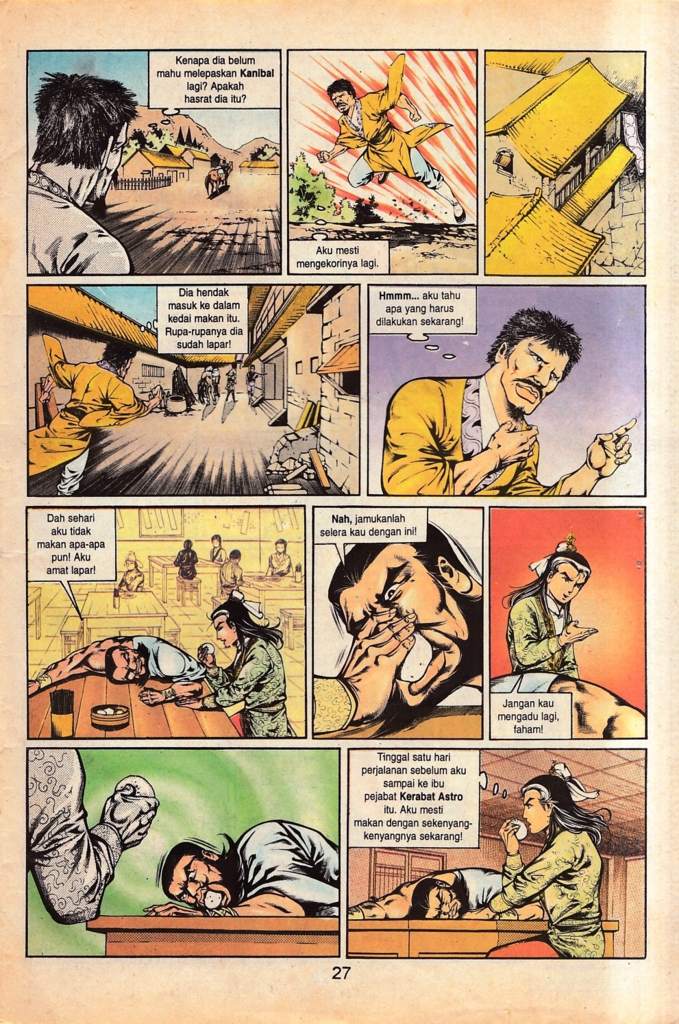 Kenapa dia belum
mahu melepaskan Kanibal
lagi? Apakah
hasrat dia itu?
Aku mesti
mengekorinya lagi.
Dia hendak
masuk ke dalam
kedai makan itu.
Rupa-rupanya dia
sudah lapar!
Hmmm... aku tahu
apa yang harus
dilakukan sekarang!
Dah sehari
aku tidak
makan apa-apa
pun! Aku
amat lapar!
Nah, jamukanlah
selera kau dengan ini!
Jangan kau
mengadu lagi,
faham!
Tinggal satu hari
perjalanan sebelum aku
sampai ke ibu
pejabat Kerabat Astro
itu. Aku mesti
makan dengan sekenyang-
kenyangnya sekarang!
27